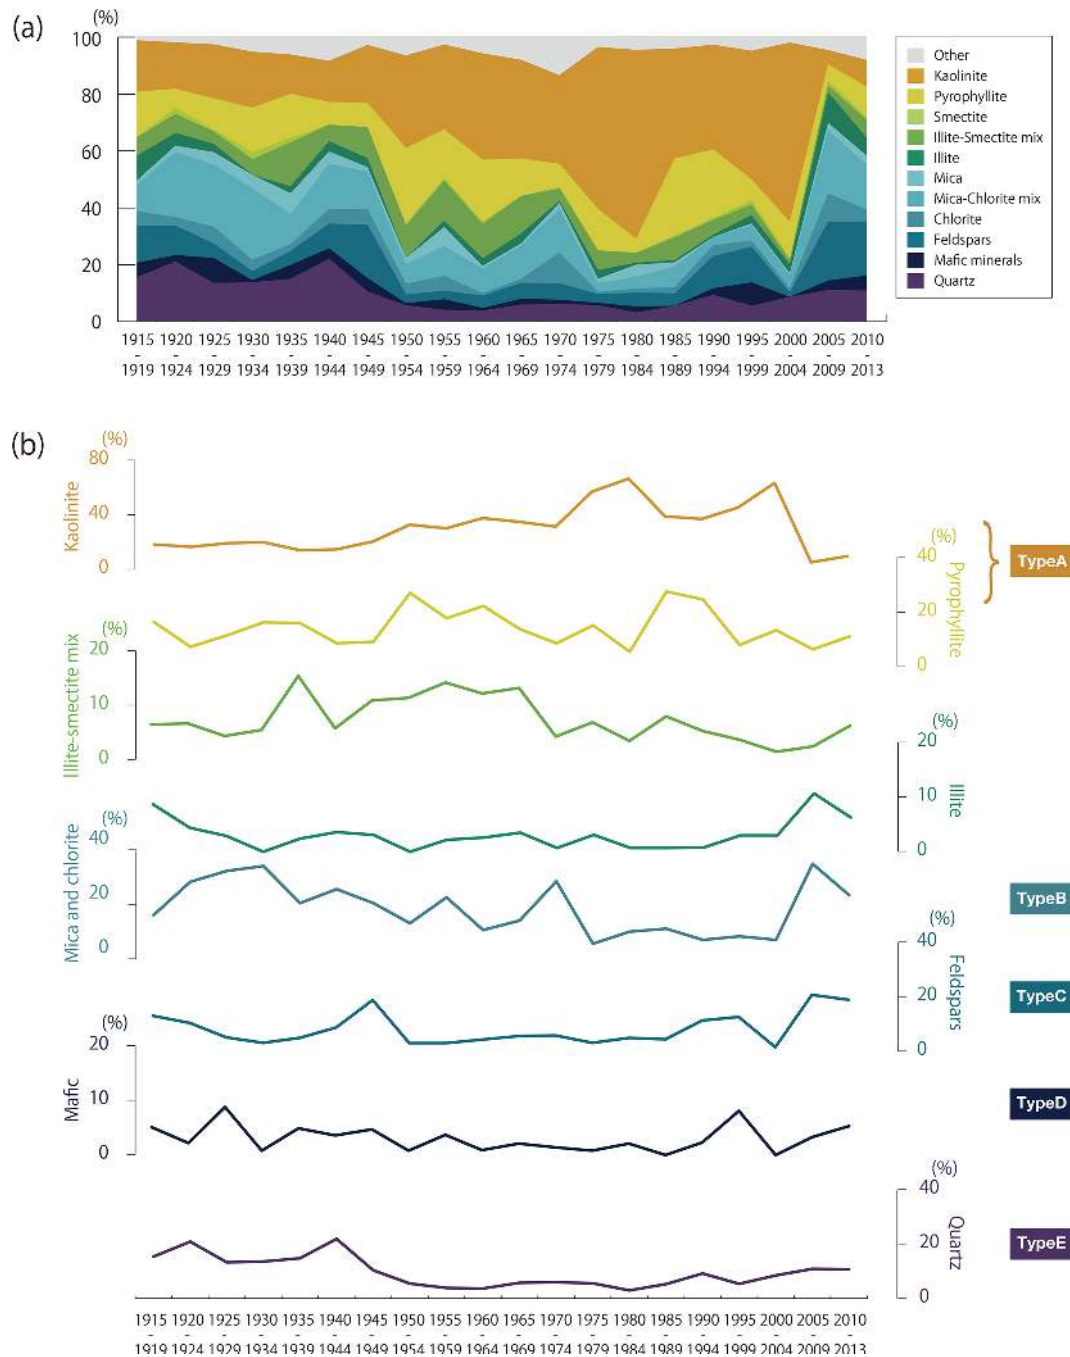 (a)
(%)
100
80
60
40
20
0
Other
Kaolinite
Pyrophyllite
Smectite
Illite-Smectite mix
Illite
Mica
Mica-Chlorite mix
Chlorite
Feldspars
Mafic minerals
Quartz
1915 1920 1925 1930 1935 1940 1945 1950 1955 1960 1965 1970 1975 1980 1985 1990 1995 2000 2005 2010
- - - - - - - - - - - - - - - - - - - -
1919 1924 1929 1934 1939 1944 1949 1954 1959 1964 1969 1974 1979 1984 1989 1994 1999 2004 2009 2013
(b)
(%)
80
40
0
Kaolinite
(%)
40
20
0
Pyrophyllite
TypeA
(%)
20
10
0
Illite-smectite mix
(%)
20
10
0
Illite
(%)
40
20
0
Mica and chlorite
TypeB
(%)
40
20
0
Feldspars
TypeC
(%)
20
10
0
Mafic
TypeD
(%)
40
20
0
Quartz
TypeE
1915 1920 1925 1930 1935 1940 1945 1950 1955 1960 1965 1970 1975 1980 1985 1990 1995 2000 2005 2010
- - - - - - - - - - - - - - - - - - - -
1919 1924 1929 1934 1939 1944 1949 1954 1959 1964 1969 1974 1979 1984 1989 1994 1999 2004 2009 2013